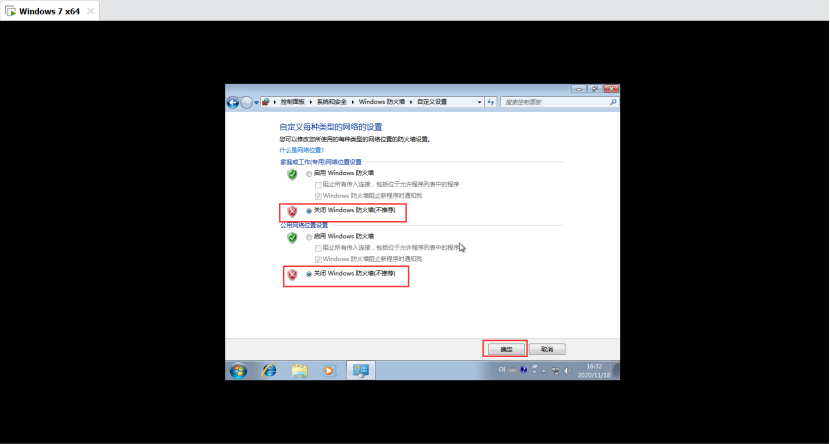 Windows 7 x64
控制面板 系统和安全 Windows 防火墙 自定义设置
搜索控制面板
自定义每种类型的网络的设置
您可以修改您所使用的每种类型的网络位置的防火墙设置。
什么是网络位置?
家庭或工作(专用)网络位置设置
启用 Windows 防火墙
阻止所有传入连接，包括位于允许程序列表中的程序
Windows 防火墙阻止新程序时通知我
关闭 Windows 防火墙(不推荐)
公用网络位置设置
启用 Windows 防火墙
阻止所有传入连接，包括位于允许程序列表中的程序
Windows 防火墙阻止新程序时通知我
关闭 Windows 防火墙(不推荐)
确定
取消
CH
16:32
2020/11/18